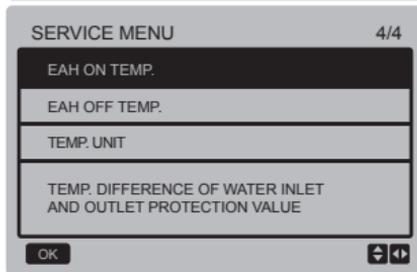 SERVICE MENU 4/4
EAH ON TEMP.
EAH OFF TEMP.
TEMP. UNIT
TEMP. DIFFERENCE OF WATER INLET
AND OUTLET PROTECTION VALUE
OK